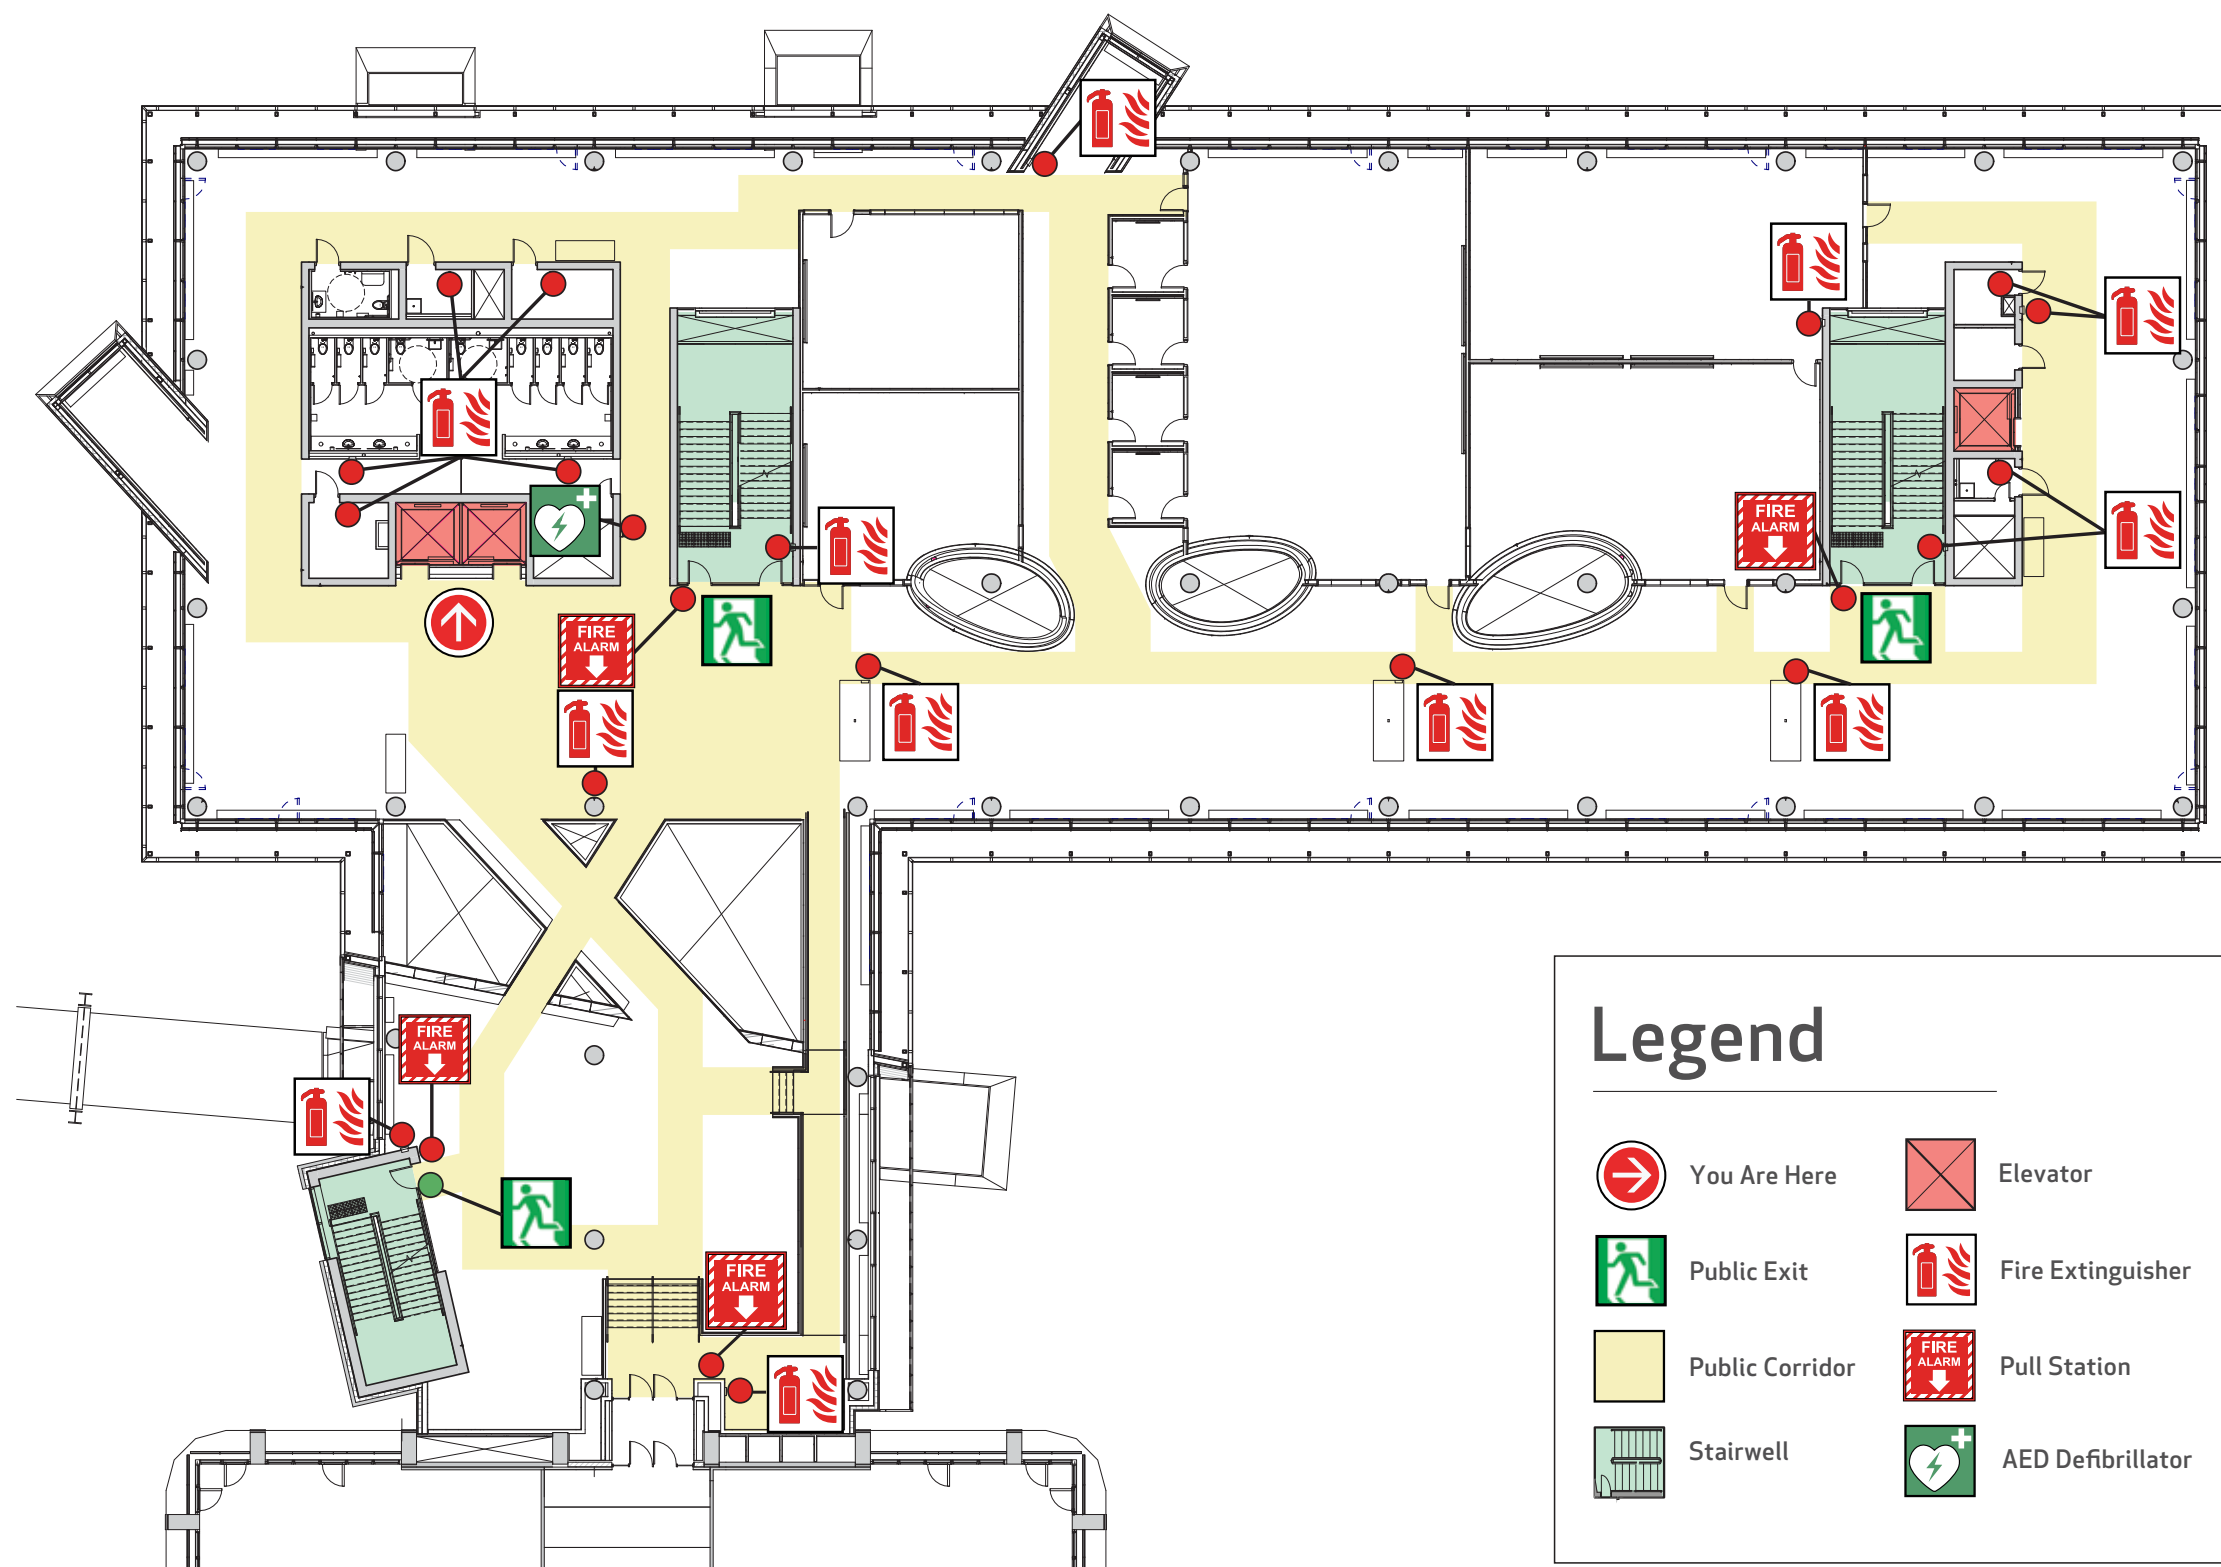 FIRE
ALARM
FIRE
ALARM
FIRE
ALARM
FIRE
ALARM
Legend
You Are Here
Elevator
Public Exit
Fire Extinguisher
Public Corridor
FIRE
ALARM
Pull Station
Stairwell
AED Defibrillator